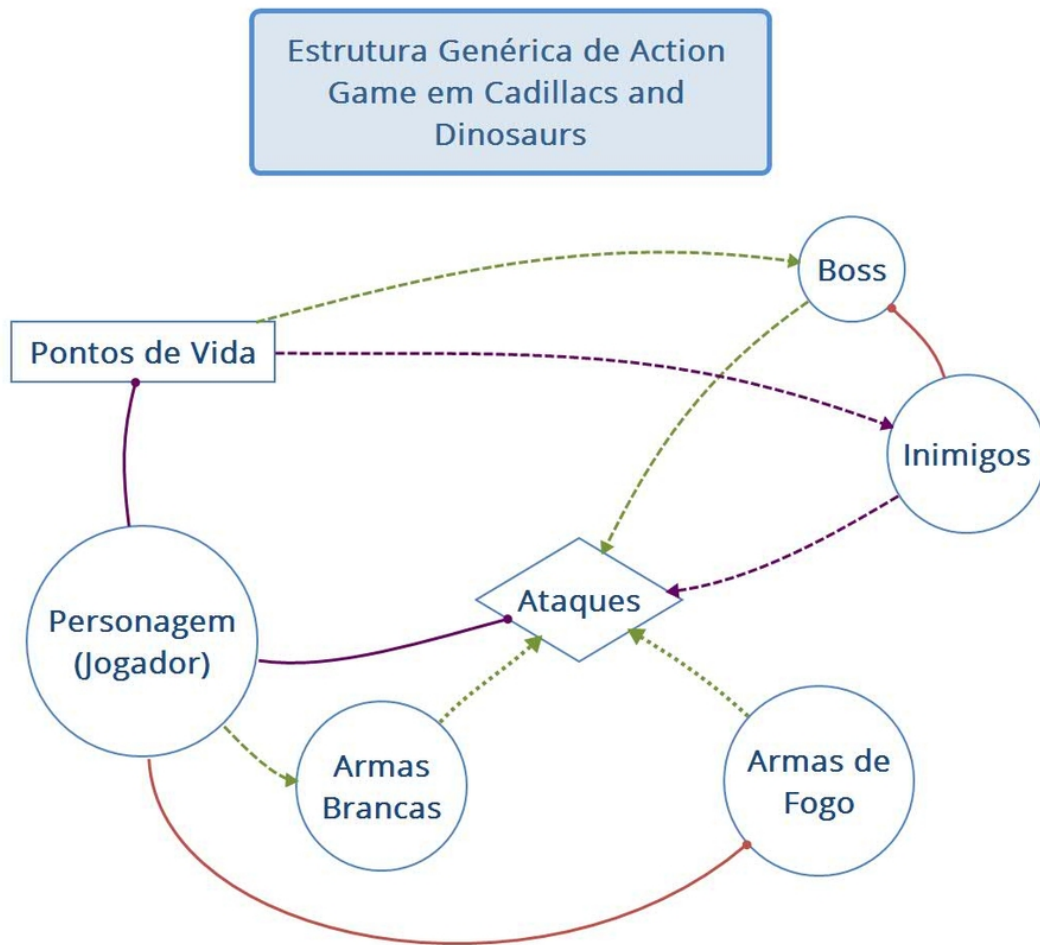 Estrutura Genérica de Action
Game em Cadillacs and
Dinosaurs
Boss
Pontos de Vida
Inimigos
Ataques
Personagem
(Jogador)
Armas
Brancas
Armas de
Fogo